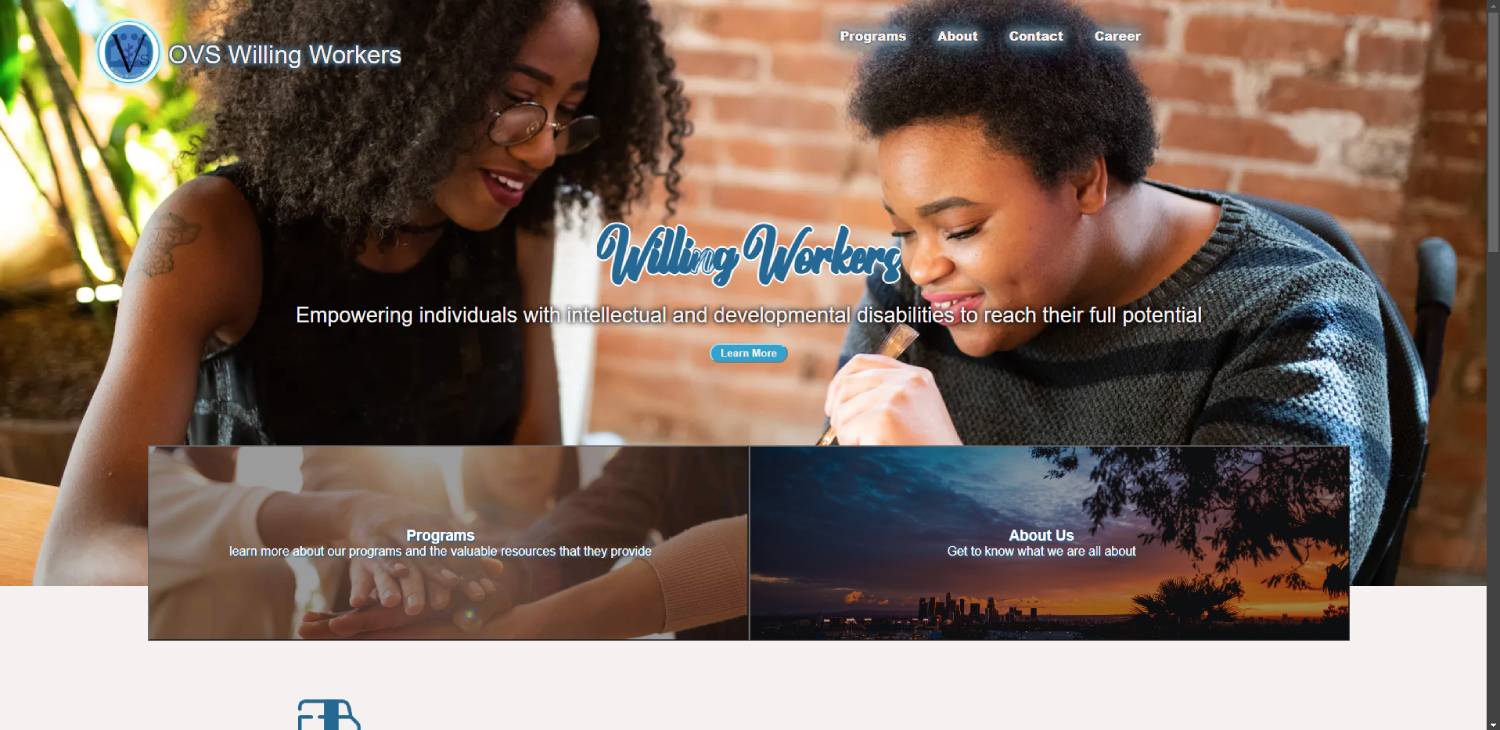 OVS Willing Workers
Programs About Contact Career
Willing Workers
Empowering individuals with intellectual and developmental disabilities to reach their full potential
Learn More
Programs
learn more about our programs and the valuable resources that they provide
About Us
Get to know what we are all about